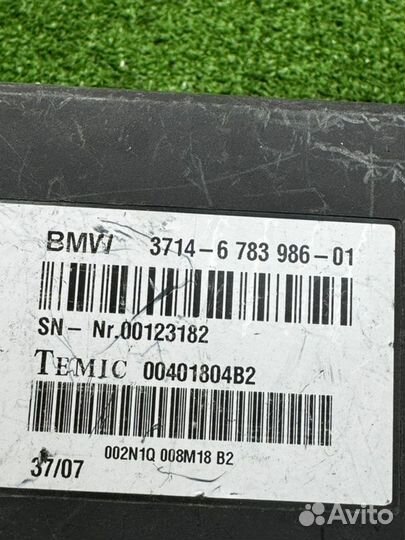 BMW 3714-6 783 986-01
SN- Nr.00123182
TEMIC 00401804B2
002N1Q 008M18 B2
37/07
Avito